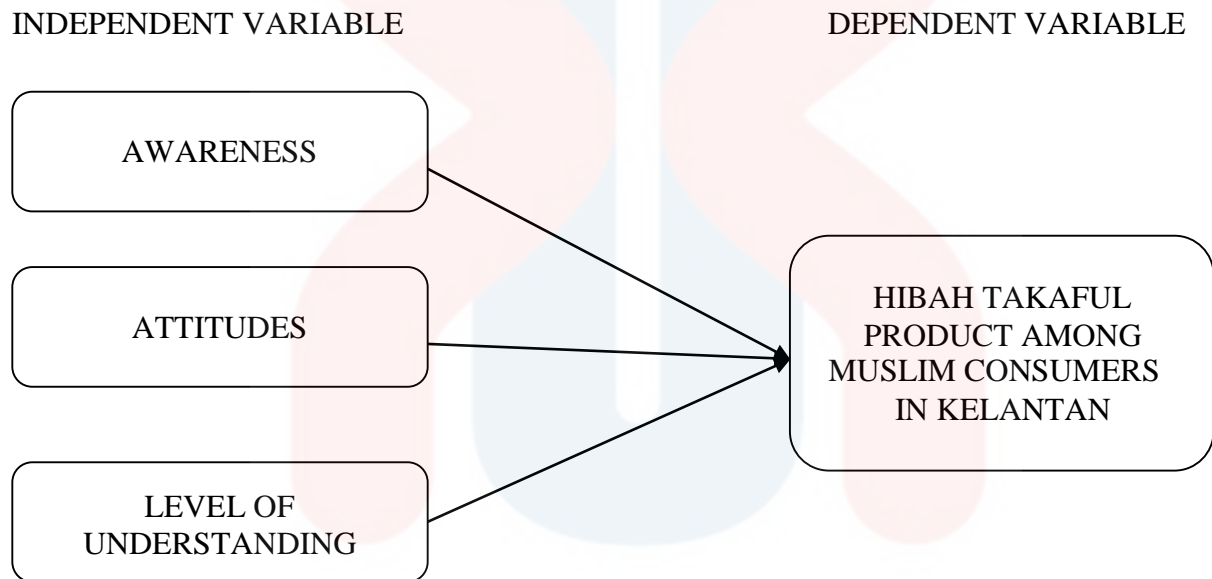 INDEPENDENT VARIABLE
DEPENDENT VARIABLE
AWARENESS
ATTITUDES
LEVEL OF
UNDERSTANDING
HIBAH TAKAFUL
PRODUCT AMONG
MUSLIM CONSUMERS
IN KELANTAN